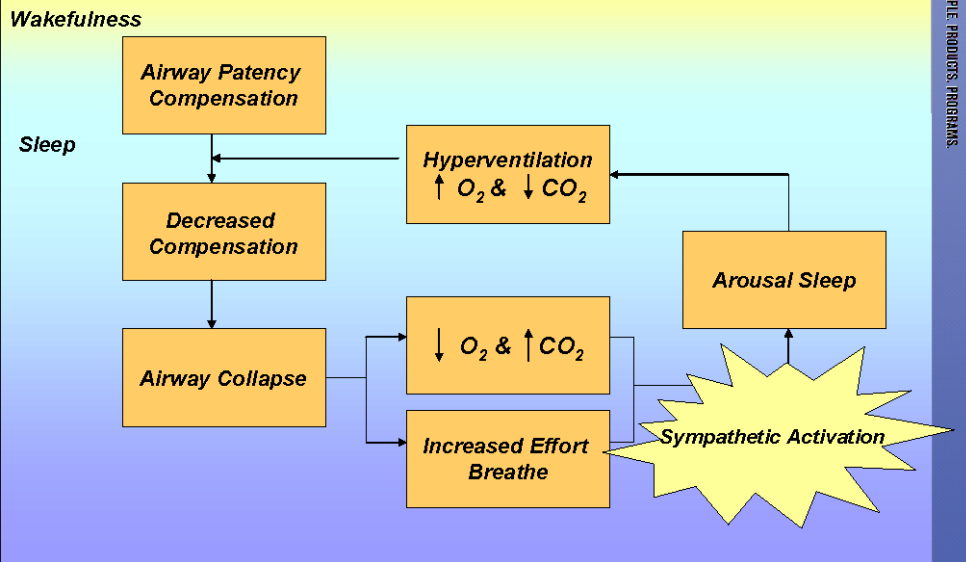 Wakefulness
Airway Patency
Compensation
Sleep
Hyperventilation
↑ O₂ & ↓ CO₂
Decreased
Compensation
Arousal Sleep
↓ O₂ & ↑ CO₂
Airway Collapse
Sympathetic Activation
Increased Effort
Breathe
PLE. PRODUCTS. PROGRAMS.